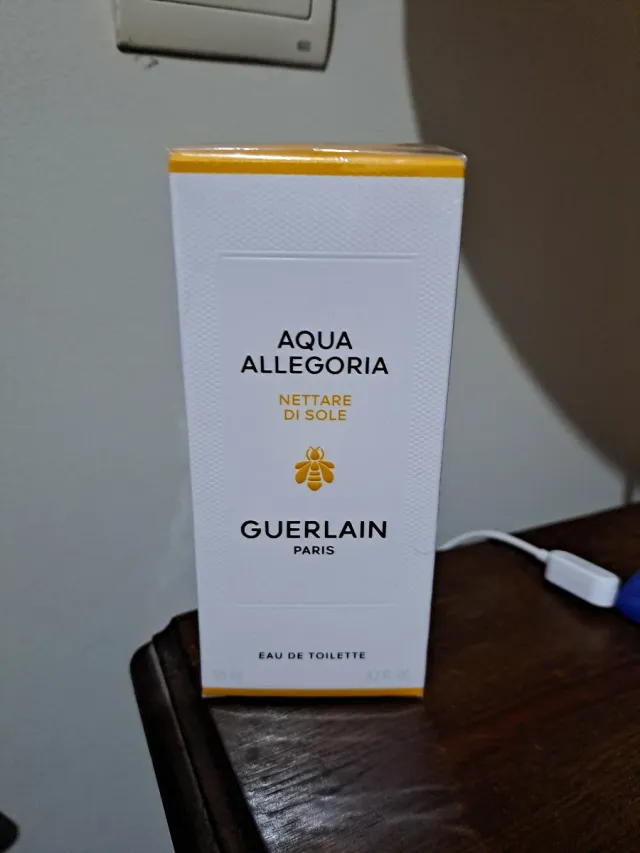 AQUA
ALLEGORIA
NETTARE
DI SOLE
GUERLAIN
PARIS
EAU DE TOILETTE